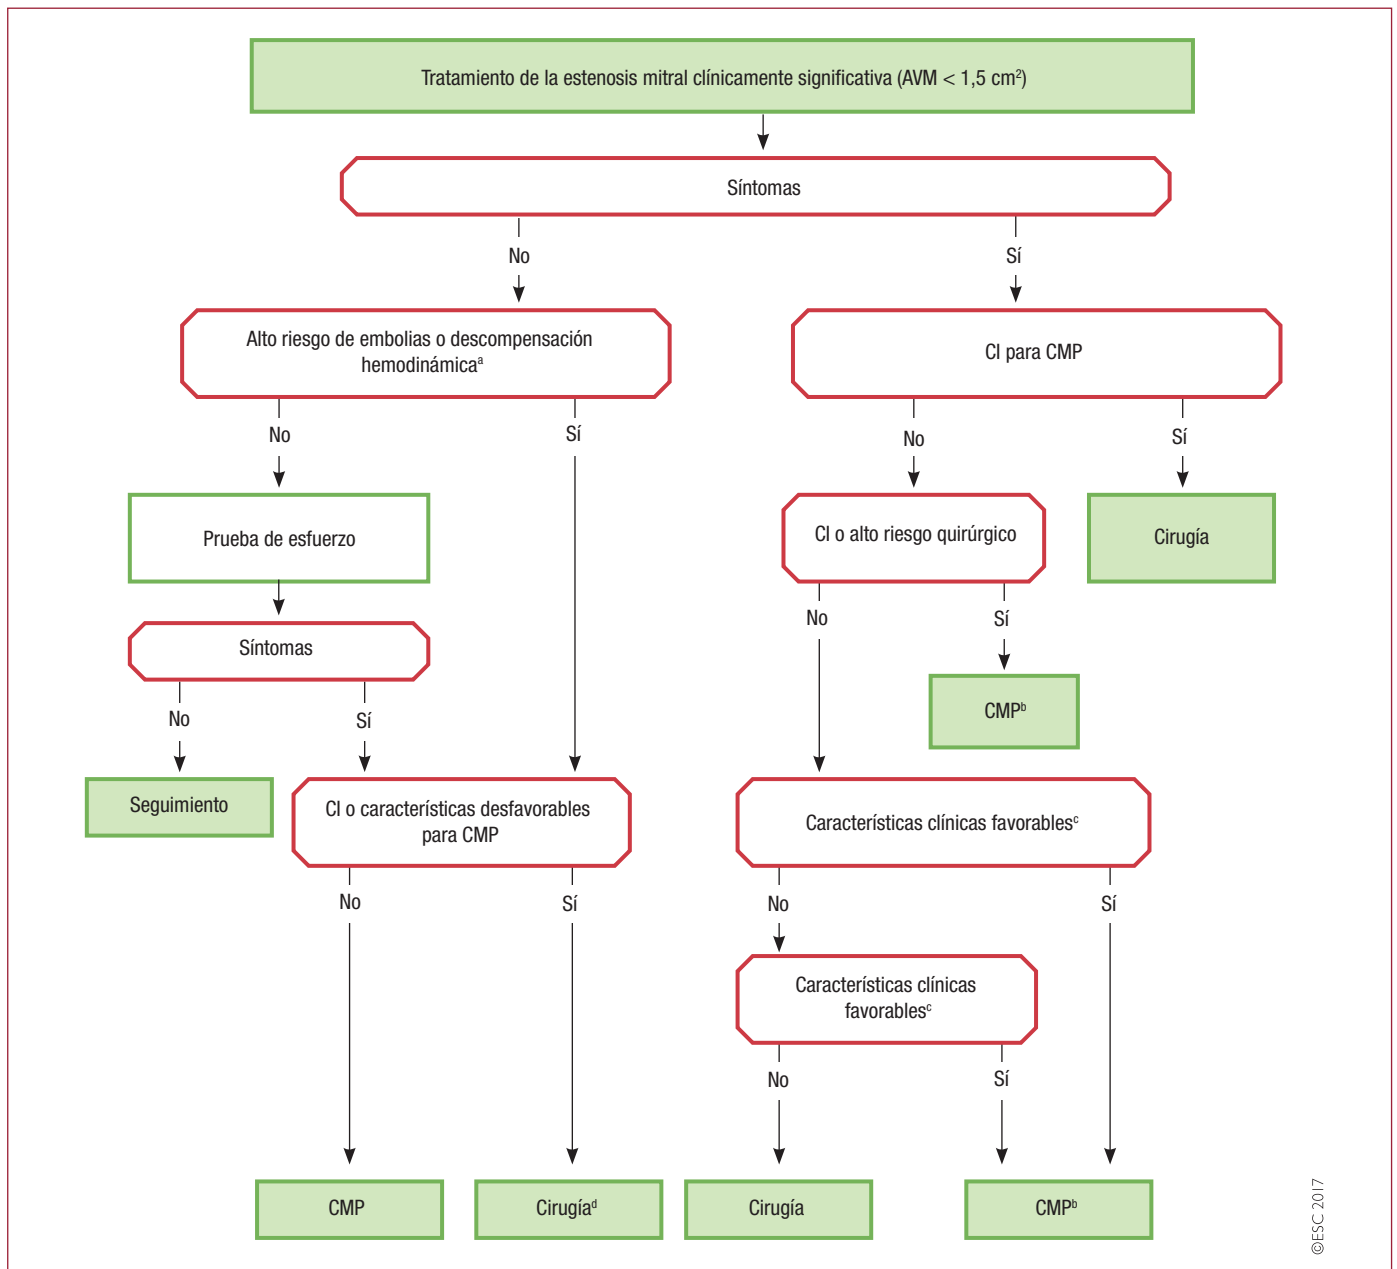 Tratamiento de la estenosis mitral clínicamente significativa (AVM < 1,5 cm²)
Síntomas
No
Sí
Alto riesgo de embolias o descompensación
hemodinámicaᵃ
CI para CMP
No
Sí
No
Sí
Prueba de esfuerzo
CI o alto riesgo quirúrgico
Cirugía
No
Sí
Síntomas
CMPᵇ
No
Sí
Seguimiento
CI o características desfavorables
para CMP
Características clínicas favorablesᶜ
No
Sí
No
Sí
Características clínicas
favorablesᶜ
No
Sí
CMP
Cirugíaᵈ
Cirugía
CMPᵇ
©ESC 2017